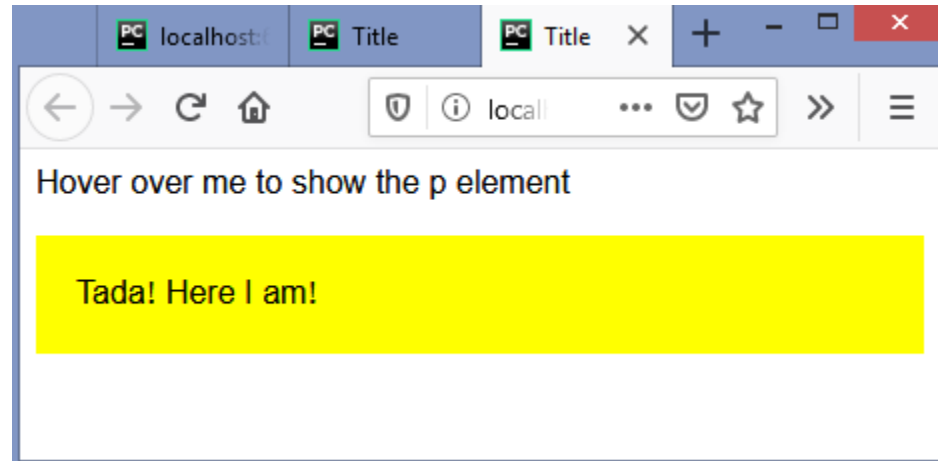 PC localhost:
PC Title
PC Title
local
Hover over me to show the p element
Tada! Here I am!